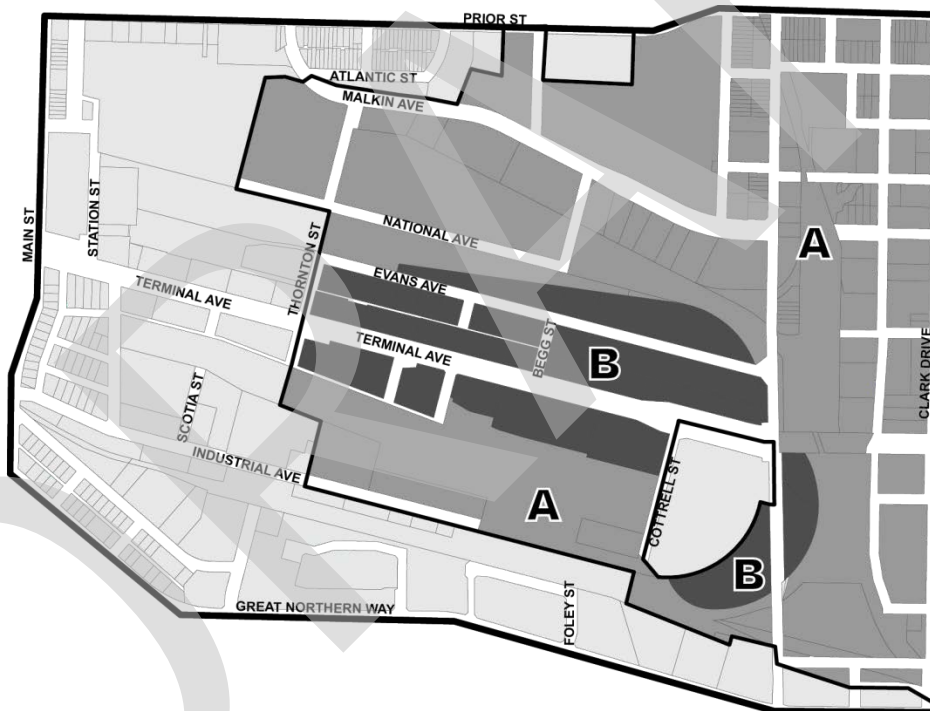 PRIOR ST
ATLANTIC ST
MALKIN AVE
MAIN ST
STATION ST
A
NATIONAL AVE
THORNTON ST
EVANS AVE
TERMINAL AVE
TERMINAL AVE
BEGG ST
B
CLARK DRIVE
SCOTIA ST
INDUSTRIAL AVE
COTTRELL ST
A
B
GREAT NORTHERN WAY
FOLEY ST